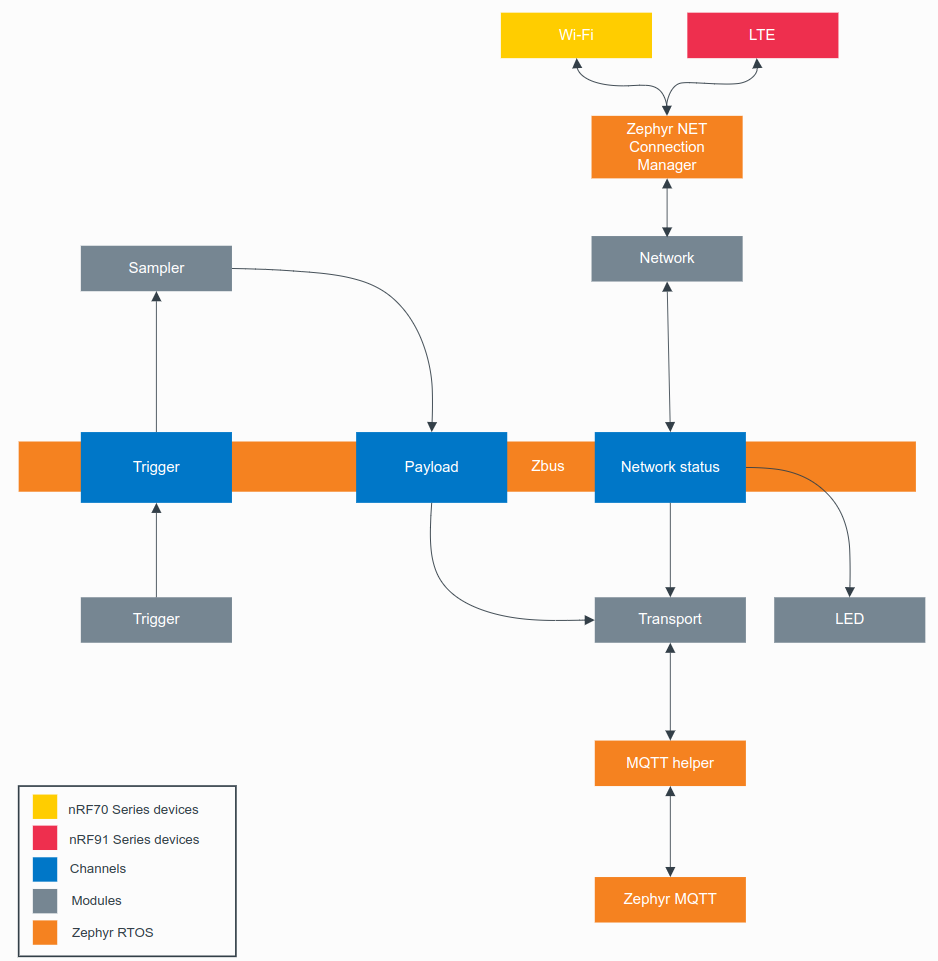 Wi-Fi
LTE
Zephyr NET
Connection
Manager
Sampler
Network
Trigger
Payload
Zbus
Network status
Trigger
Transport
LED
MQTT helper
Zephyr MQTT
nRF70 Series devices
nRF91 Series devices
Channels
Modules
Zephyr RTOS